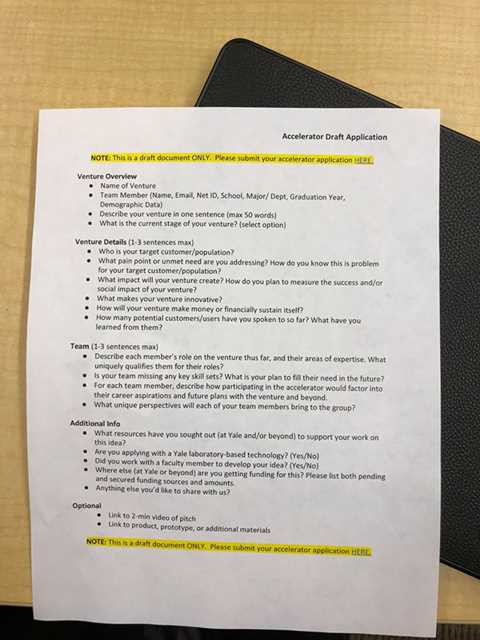 Accelerator Draft Application
NOTE: This is a draft document ONLY. Please submit your accelerator application HERE.
Venture Overview
● Name of Venture
● Team Member (Name, Email, Net ID, School, Major/ Dept, Graduation Year,
Demographic Data)
● Describe your venture in one sentence (max 50 words)
● What is the current stage of your venture? (select option)
Venture Details (1-3 sentences max)
● Who is your target customer/population?
● What pain point or unmet need are you addressing? How do you know this is problem
for your target customer/population?
● What impact will your venture create? How do you plan to measure the success and/or
social impact of your venture?
● What makes your venture innovative?
● How will your venture make money or financially sustain itself?
● How many potential customers/users have you spoken to so far? What have you
learned from them?
Team (1-3 sentences max)
● Describe each member's role on the venture thus far, and their areas of expertise. What
uniquely qualifies them for their roles?
● Is your team missing any key skill sets? What is your plan to fill their need in the future?
● For each team member, describe how participating in the accelerator would factor into
their career aspirations and future plans with the venture and beyond.
● What unique perspectives will each of your team members bring to the group?
Additional Info
● What resources have you sought out (at Yale and/or beyond) to support your work on
this idea?
● Are you applying with a Yale laboratory-based technology? (Yes/No)
● Did you work with a faculty member to develop your idea? (Yes/No)
● Where else (at Yale or beyond) are you getting funding for this? Please list both pending
and secured funding sources and amounts.
● Anything else you'd like to share with us?
Optional
● Link to 2-min video of pitch
● Link to product, prototype, or additional materials
NOTE: This is a draft document ONLY. Please submit your accelerator application HERE.